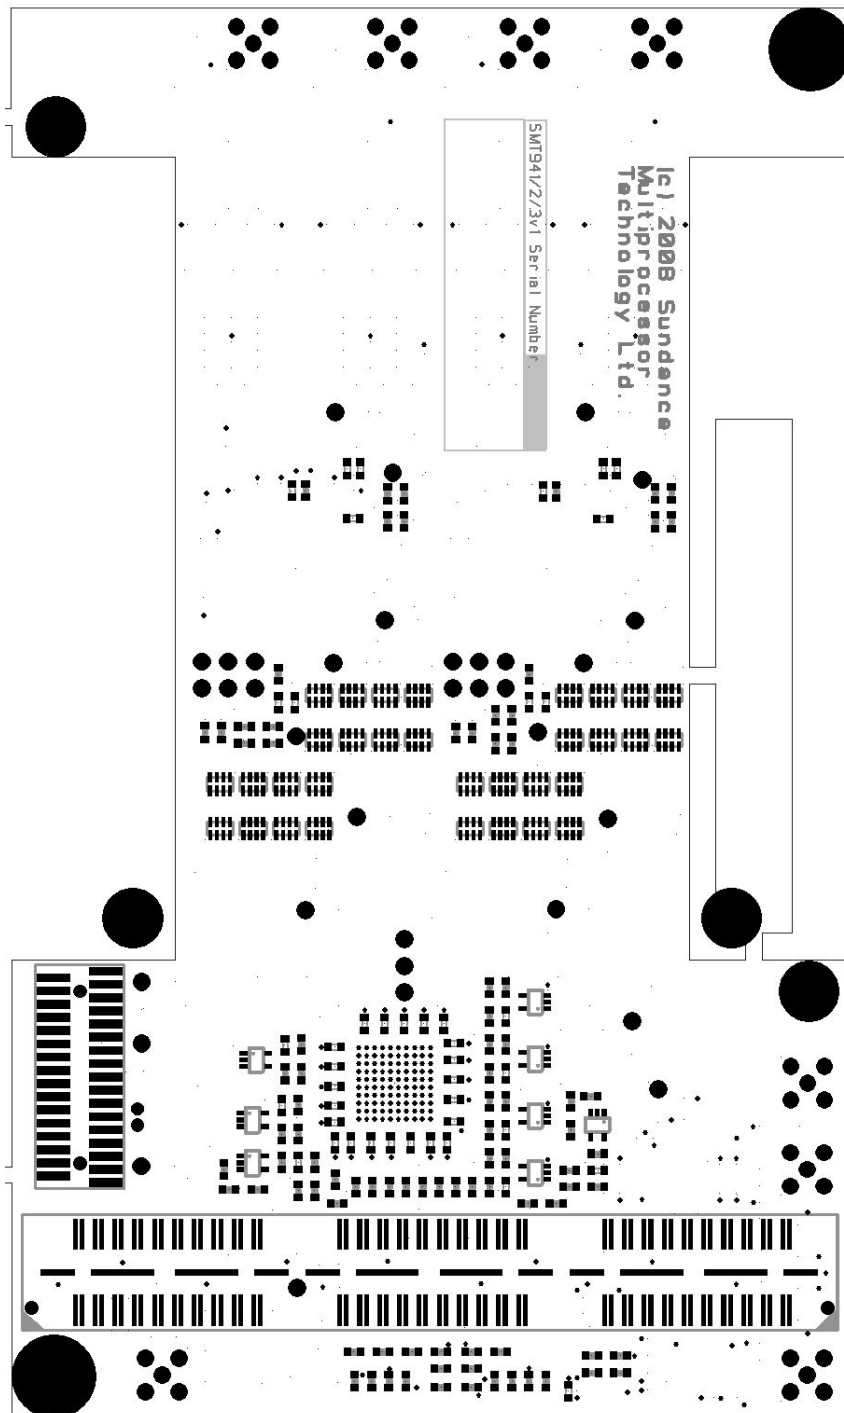 SMT941/2/3v1 Serial Number
(c) 2008 Sundance
Multiprocessor
Technology Ltd.